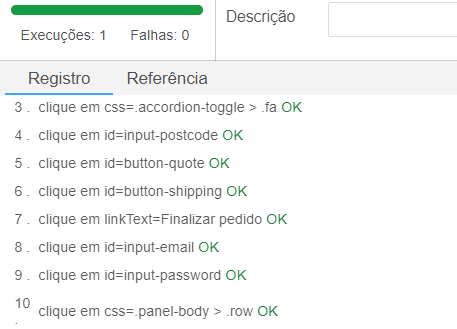 Execuções: 1 Falhas: 0
Descrição
Registro Referência
3 . clique em css=.accordion-toggle > .fa OK
4 . clique em id=input-postcode OK
5 . clique em id=button-quote OK
6 . clique em id=button-shipping OK
7 . clique em linkText=Finalizar pedido OK
8 . clique em id=input-email OK
9 . clique em id=input-password OK
10 . clique em css=.panel-body > .row OK